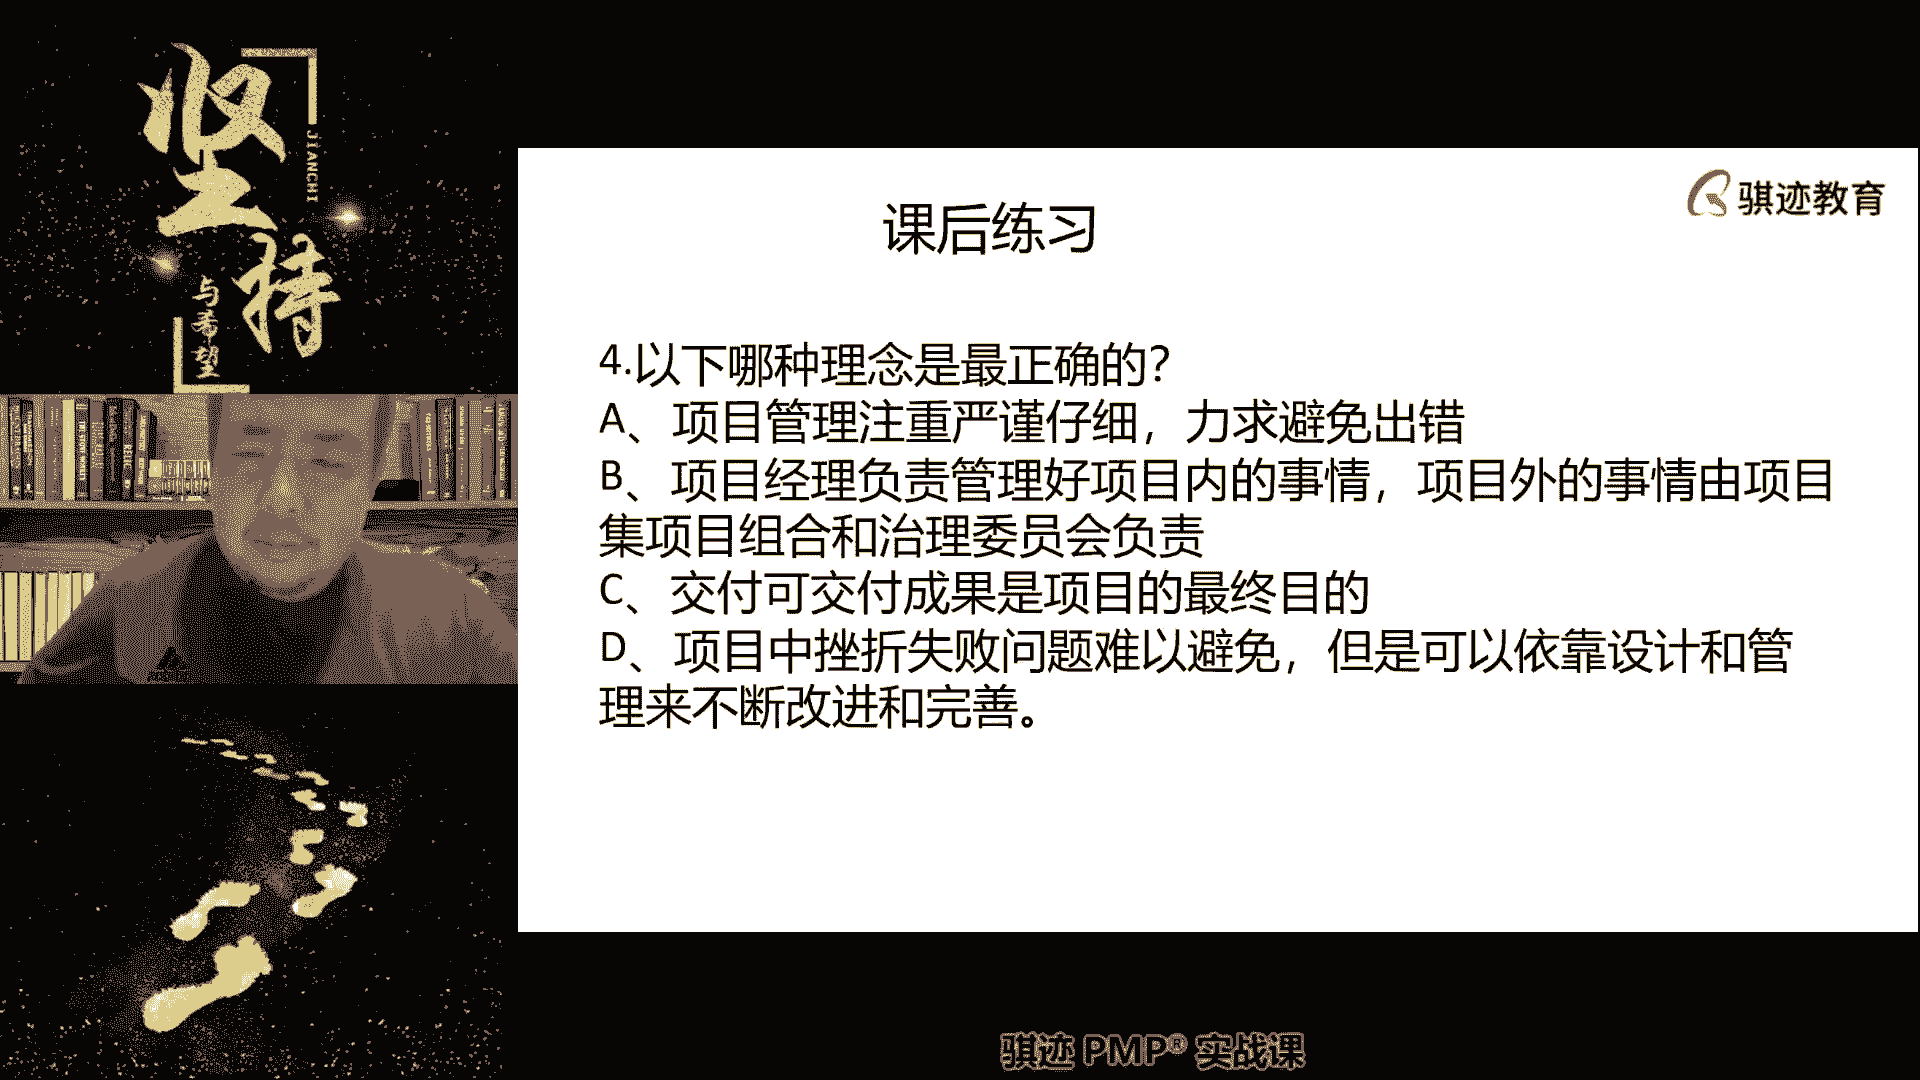 坚持
JIANCHI
与希望
骐迹教育
课后练习
4.以下哪种理念是最正确的？
A、项目管理注重严谨仔细，力求避免出错
B、项目经理负责管理好项目内的事情，项目外的事情由项目
集项目组合和治理委员会负责
C、交付可交付成果是项目的最终目的
D、项目中挫折失败问题难以避免，但是可以依靠设计和管
理来不断改进和完善。
骐迹 PMP® 实战课